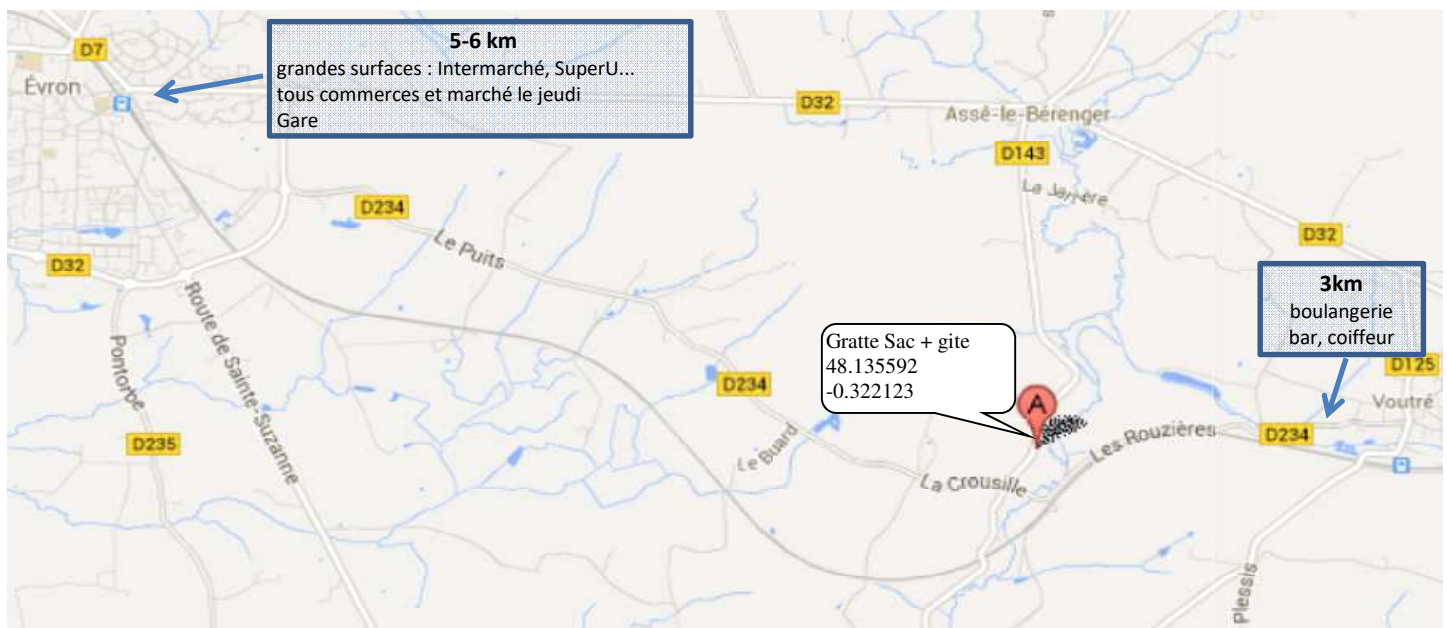 5-6 km
grandes surfaces : Intermarché, SuperU...
tous commerces et marché le jeudi
Gare
D7
Évron
D32
Assé-le-Bérenger
D143
La Jarrière
D234
Le Puits
D32
D32
Route de Sainte-Suzanne
Pontorbe
D235
3km
boulangerie
bar, coiffeur
Gratte Sac + gite
48.135592
-0.322123
D125
Voutré
D234
A
Le Buard
Les Rouzières
D234
La Crousille
Plessis